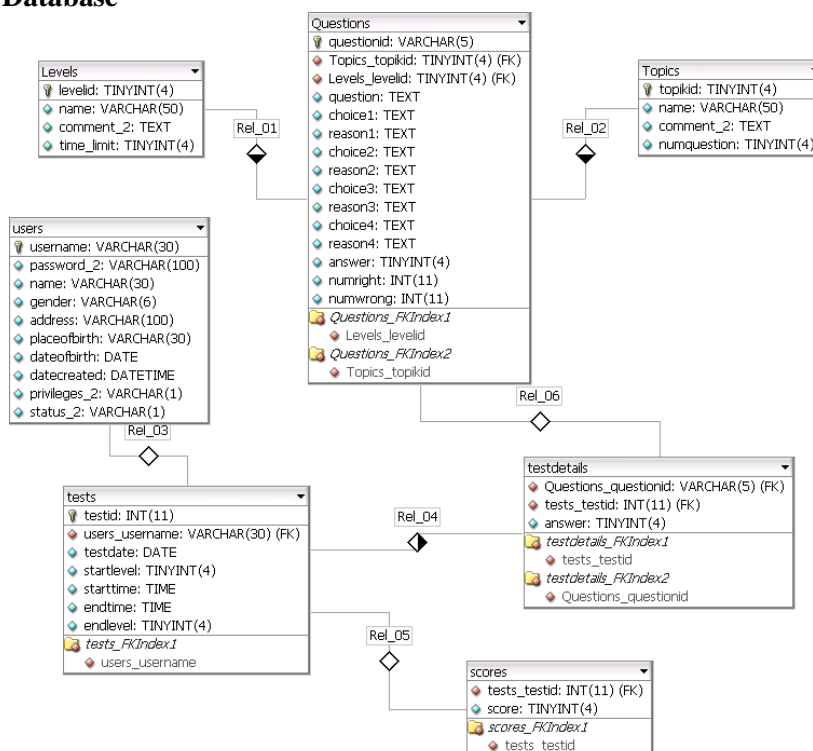 Database
Questions
questionid: VARCHAR(5)
Topics_topikid: TINYINT(4) (FK)
Levels_levelid: TINYINT(4) (FK)
question: TEXT
choice1: TEXT
reason1: TEXT
choice2: TEXT
reason2: TEXT
choice3: TEXT
reason3: TEXT
choice4: TEXT
reason4: TEXT
answer: TINYINT(4)
numright: INT(11)
numwrong: INT(11)
Questions_FKIndex1
Levels_levelid
Questions_FKIndex2
Topics_topikid
Levels
levelid: TINYINT(4)
name: VARCHAR(50)
comment_2: TEXT
time_limit: TINYINT(4)
Rel_01
Rel_02
Topics
topikid: TINYINT(4)
name: VARCHAR(50)
comment_2: TEXT
numquestion: TINYINT(4)
users
username: VARCHAR(30)
password_2: VARCHAR(100)
name: VARCHAR(30)
gender: VARCHAR(6)
address: VARCHAR(100)
placeofbirth: VARCHAR(30)
dateofbirth: DATE
datecreated: DATETIME
privileges_2: VARCHAR(1)
status_2: VARCHAR(1)
Rel_03
Rel_06
tests
testid: INT(11)
users_username: VARCHAR(30) (FK)
testdate: DATE
startlevel: TINYINT(4)
starttime: TIME
endtime: TIME
endlevel: TINYINT(4)
tests_FKIndex1
users_username
Rel_04
testdetails
Questions_questionid: VARCHAR(5) (FK)
tests_testid: INT(11) (FK)
answer: TINYINT(4)
testdetails_FKIndex1
tests_testid
testdetails_FKIndex2
Questions_questionid
Rel_05
scores
tests_testid: INT(11) (FK)
score: TINYINT(4)
scores_FKIndex1
tests_testid